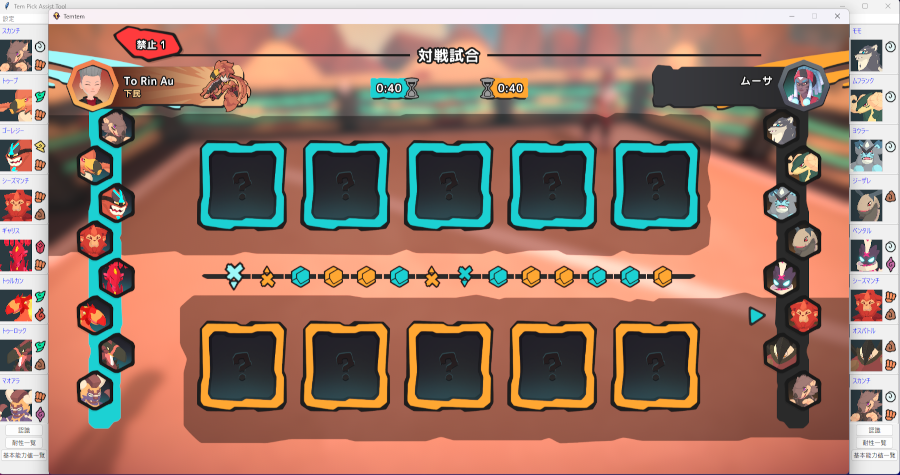 Tem Pick Assist Tool
Temtem
設定
禁止 1
対戦試合
To Rin Au
下民
0:40
0:40
ムーサ
スカンチ
トゥーブ
ゴーレジー
シーズマンチ
ギャリス
トゥルカン
トゥーロック
マオアラ
認識
耐性一覧
基本能力値一覧
モモ
ムフランク
ヨウラー
ジーザレ
ベンタル
シーズマンチ
オスバトル
スカンチ
認識
耐性一覧
基本能力値一覧